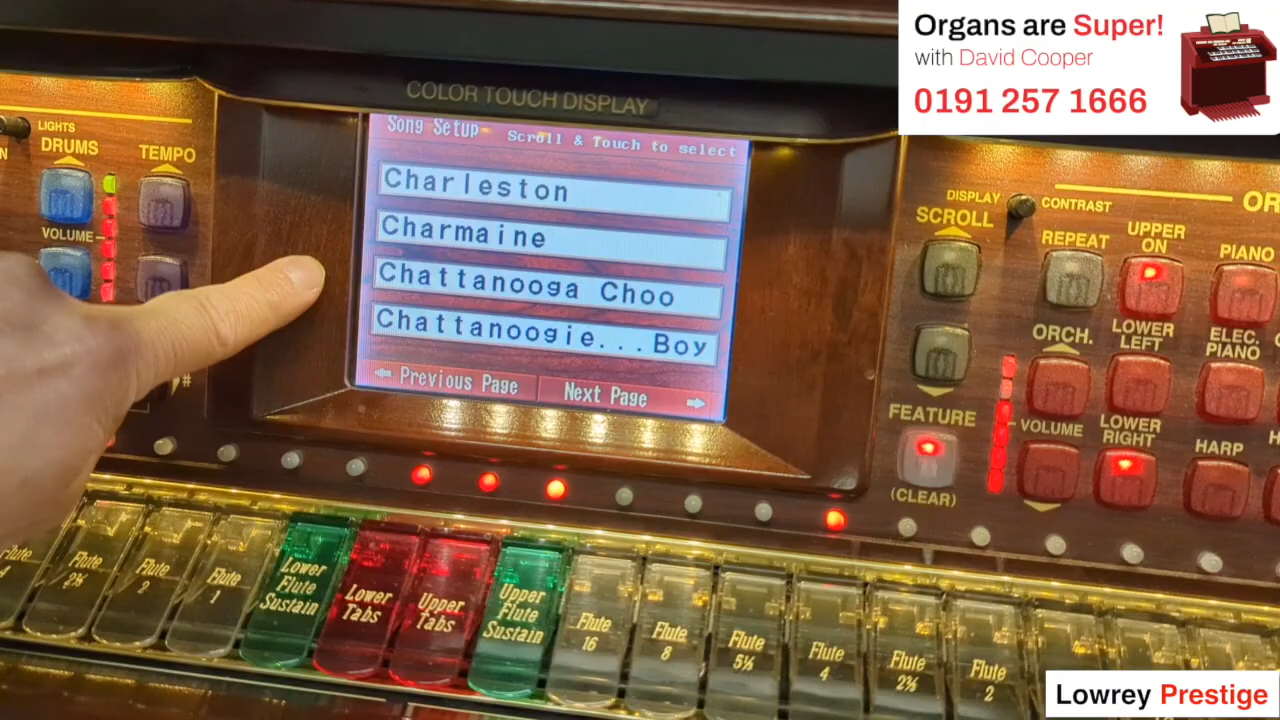 Organs are Super!
with David Cooper
0191 257 1666
COLOR TOUCH DISPLAY
Song Setup
Scroll & Touch to select
Charleston
Charmaine
Chattanooga Choo
Chattanoogie...Boy
Previous Page
Next Page
LIGHTS
DRUMS
TEMPO
VOLUME
#
DISPLAY
SCROLL
CONTRAST
REPEAT
UPPER
ON
PIANO
ORCH.
LOWER
LEFT
ELEC.
PIANO
FEATURE
VOLUME
LOWER
RIGHT
HARP
(CLEAR)
Flute
4
Flute
2⅔
Flute
2
Flute
1
Lower
Flute
Sustain
Lower
Tabs
Upper
Tabs
Upper
Flute
Sustain
Flute
16
Flute
8
Flute
5⅓
Flute
4
Flute
2⅔
Flute
2
Lowrey Prestige